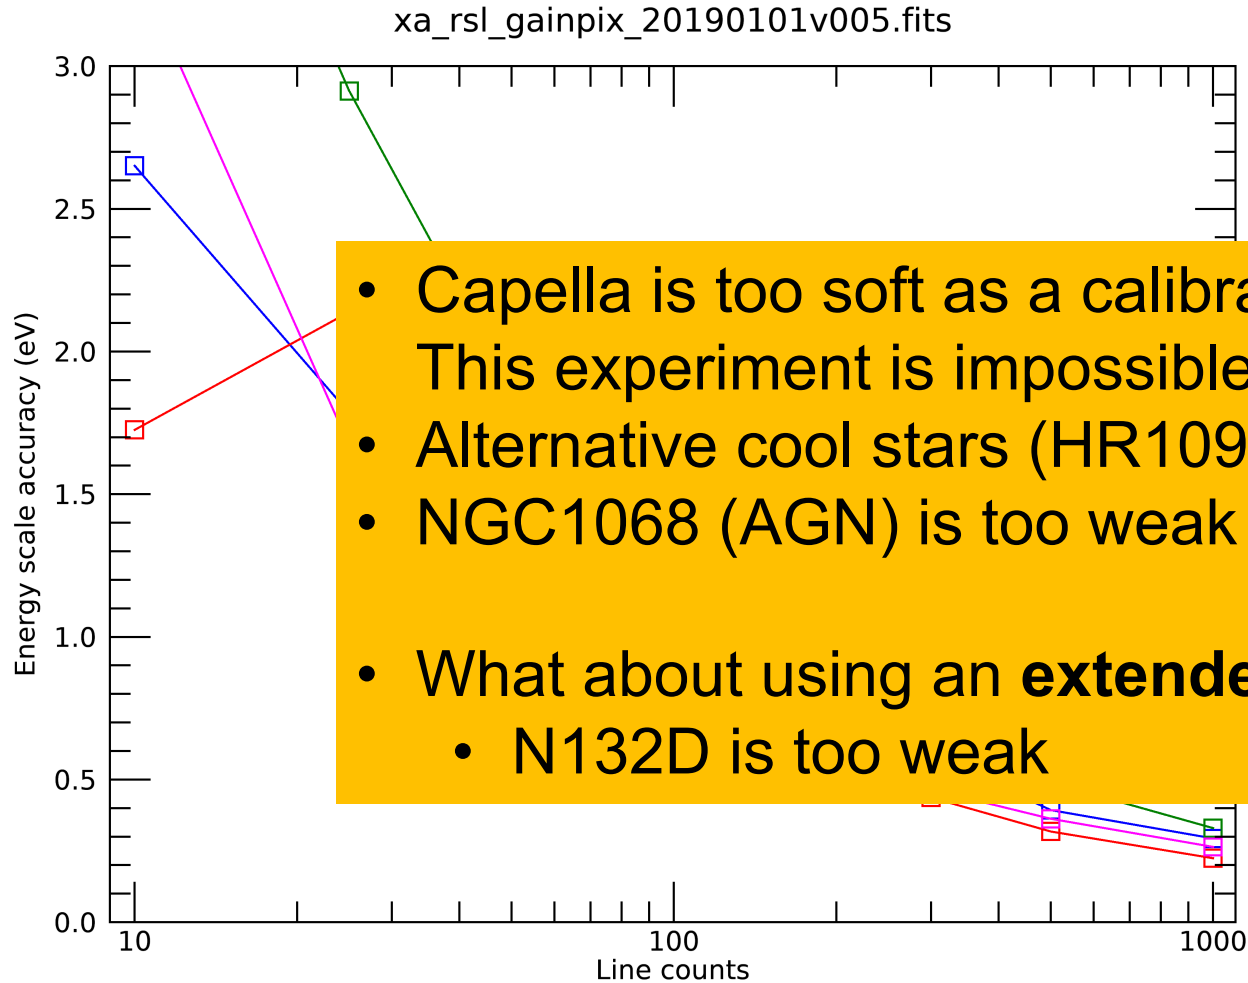 xa_rsl_gainpix_20190101v005.fits
3.0
2.5
2.0
1.5
1.0
0.5
0.0
Energy scale accuracy (eV)
• Capella is too soft as a
This experiment is impossible
• Alternative cool stars (HR109
• NGC1068 (AGN) is too weak
• What about using an
• N132D is too weak
10
100
1000
Line counts